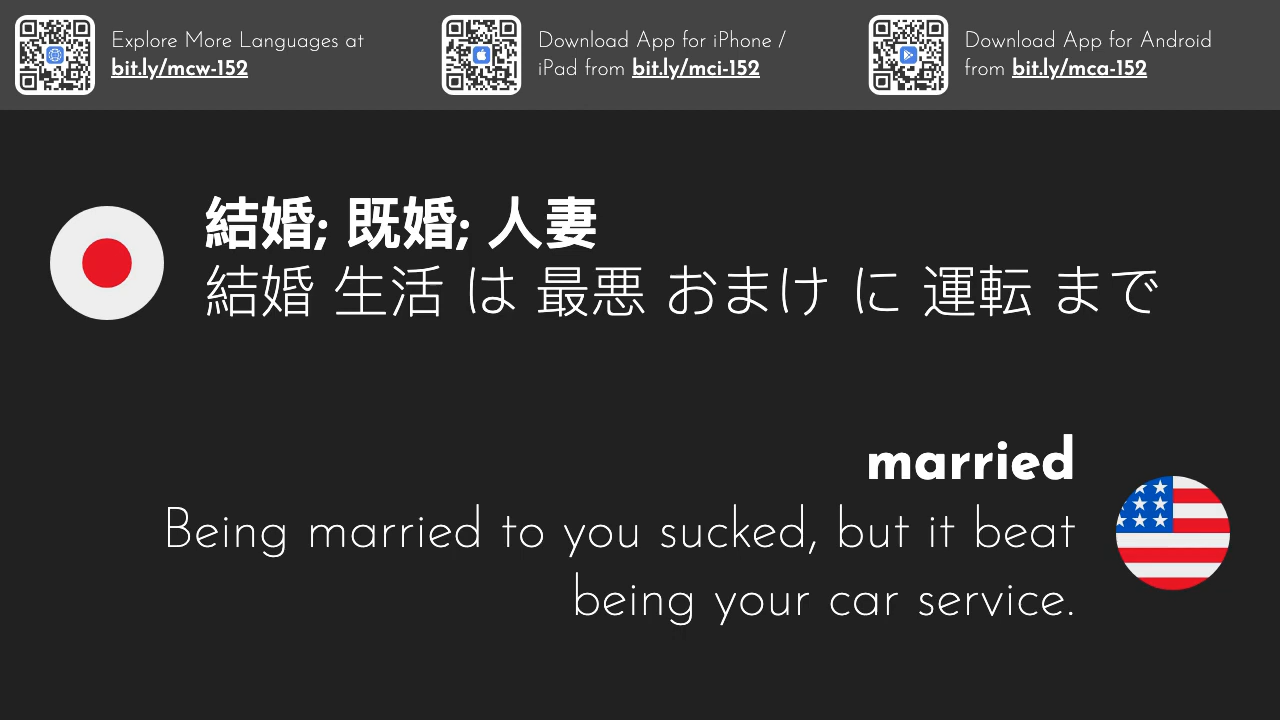 Explore More Languages at
bit.ly/mcw-152
Download App for iPhone /
iPad from bit.ly/mci-152
Download App for Android
from bit.ly/mca-152
結婚; 既婚; 人妻
結婚 生活 は 最悪 おまけ に 運転 まで
married
Being married to you sucked, but it beat
being your car service.